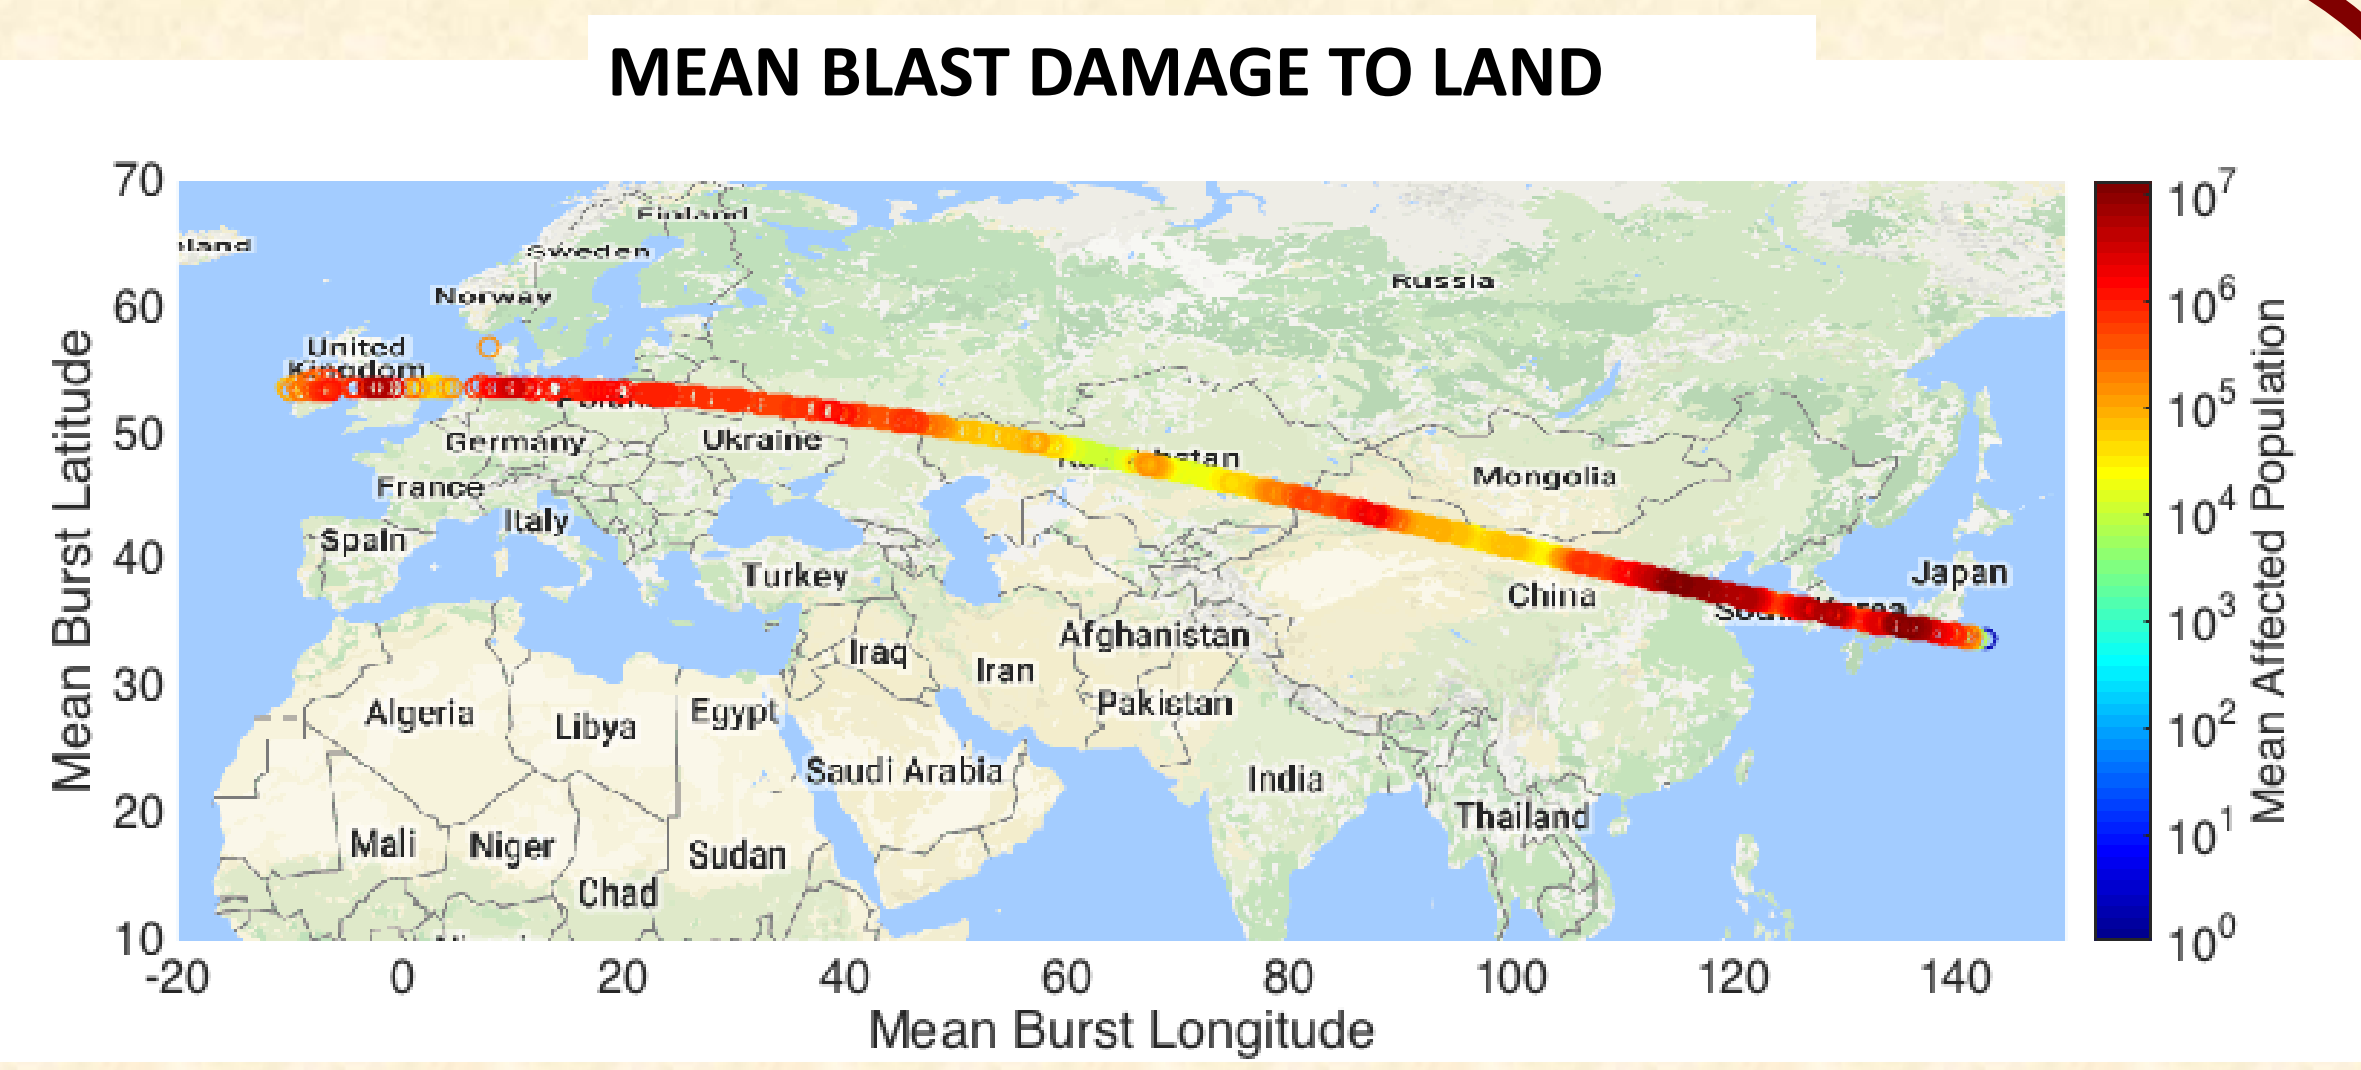 MEAN BLAST DAMAGE TO LAND
70
60
50
40
30
20
10
Mean Burst Latitude
-20
0
20
40
60
80
100
120
140
Mean Burst Longitude
10^7
10^6
10^5
10^4
10^3
10^2
10^1
10^0
Mean Affected Population
Finland
Sweden
Norway
Russia
United
Kingdom
Germany
Ukraine
France
Italy
Spain
Turkey
Mongolia
China
Japan
Afghanistan
Iraq
Iran
Pakistan
Algeria
Libya
Egypt
Saudi Arabia
India
Thailand
Mali
Niger
Sudan
Chad